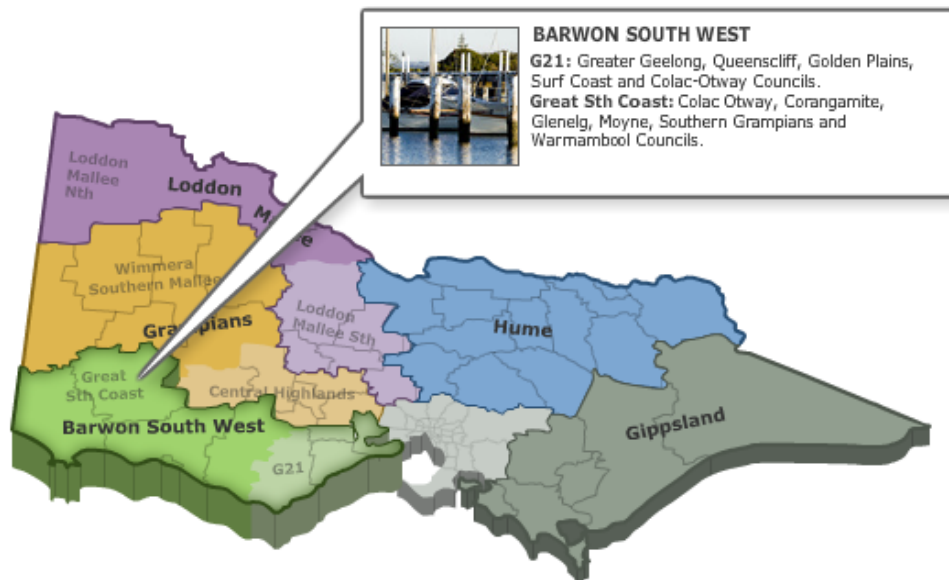 BARWON SOUTH WEST
G21: Greater Geelong, Queenscliff, Golden Plains,
Surf Coast and Colac-Otway Councils.
Great Sth Coast: Colac Otway, Corangamite,
Glenelg, Moyne, Southern Grampians and
Warrnambool Councils.
Loddon
Mallee
Nth
Loddon
Mallee
Wimmera
Southern Mallee
Grampians
Loddon
Mallee Sth
Hume
Great
Sth Coast
Central Highlands
Barwon South West
G21
Gippsland